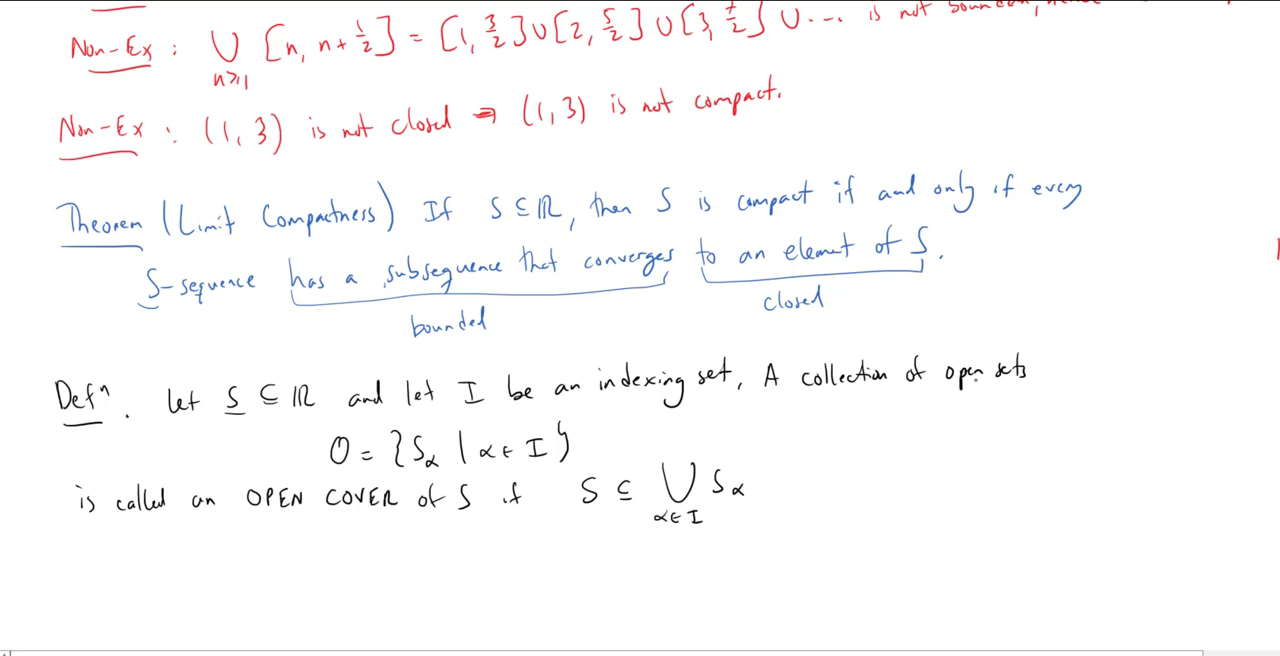 Non-Ex : ⋃ [n, n+ 1/2] = [1, 3/2] ∪ [2, 5/2] ∪ [3, 7/2] ∪ .... is not
n≥1
Non-Ex : (1, 3) is not closed → (1, 3) is not compact.
Theorem (Limit Compactness) If S ⊆ ℝ, then S is compact if and only if every
S-sequence has a subsequence that converges to an element of S.
bounded closed
Defⁿ. Let S ⊆ ℝ and let I be an indexing set, A collection of open sets
O = {S_α | α ∈ I}
is called an OPEN COVER of S if S ⊆ ⋃ S_α
α∈I